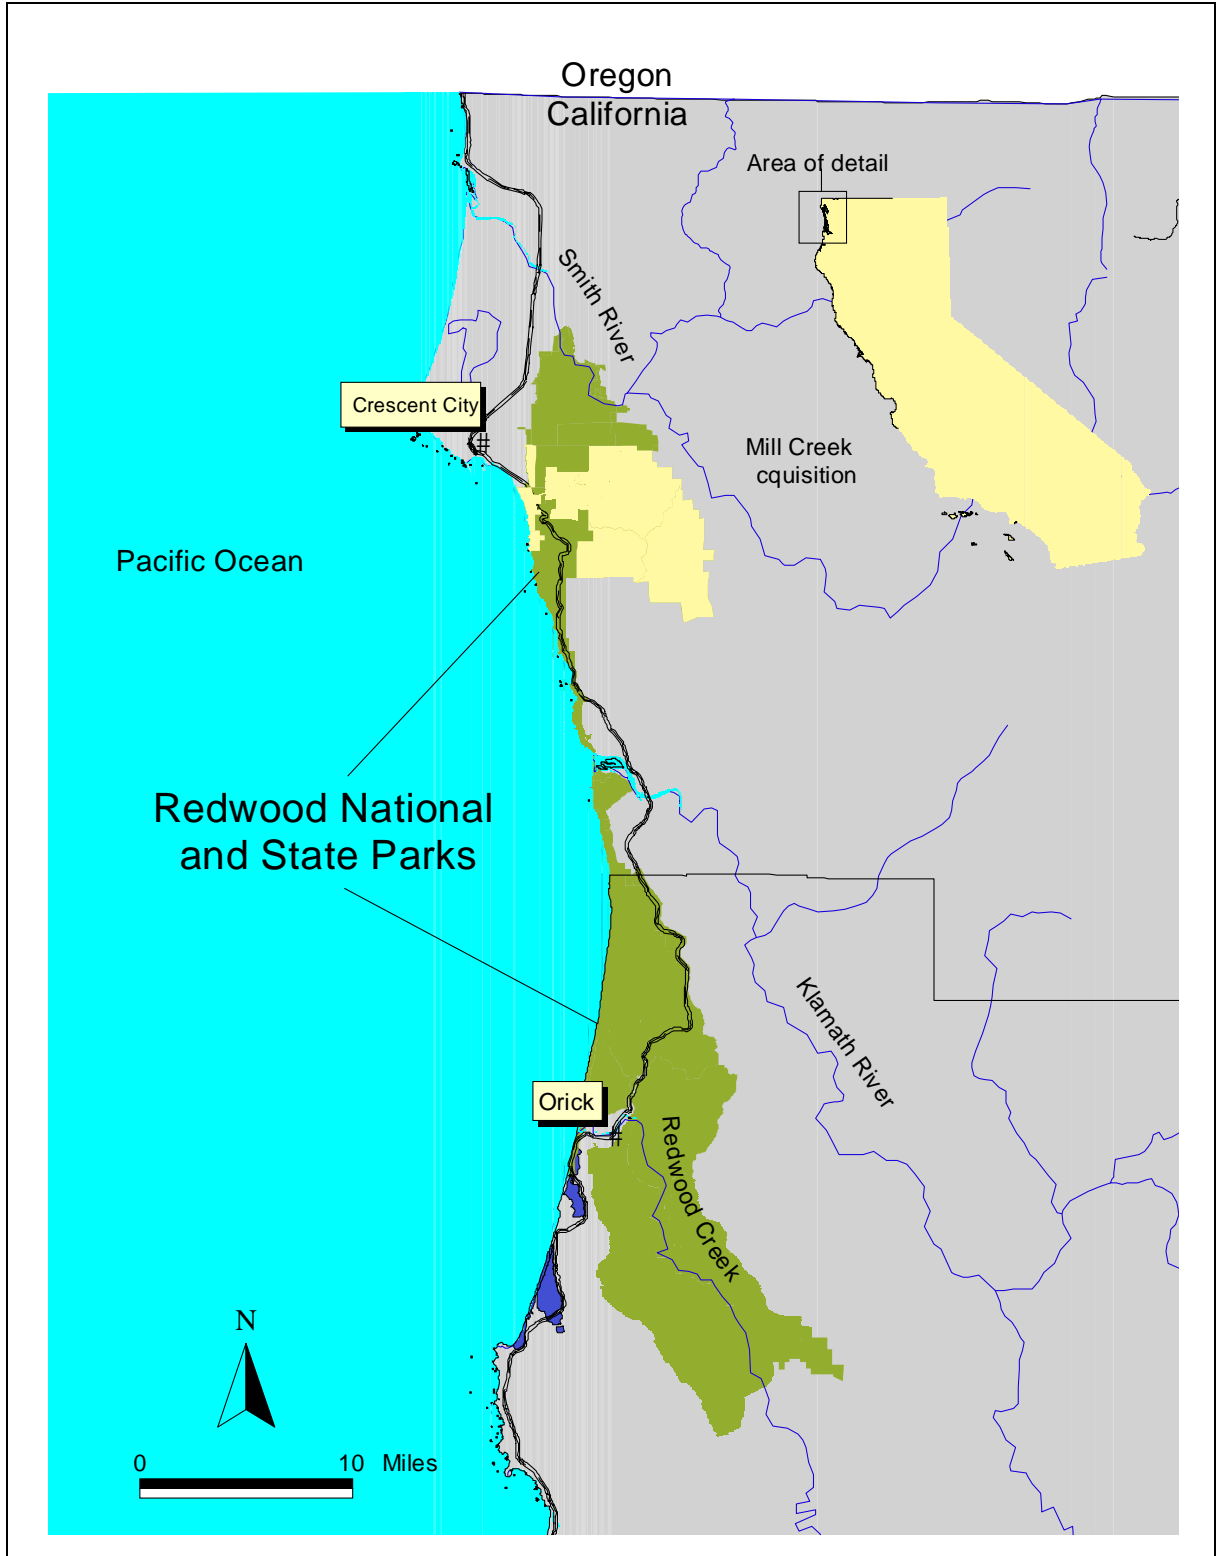 Oregon
California
Area of detail
Smith River
Crescent City
Mill Creek
cquisition
Pacific Ocean
Redwood National
and State Parks
Klamath River
Orick
Redwood Creek
N
0 10 Miles